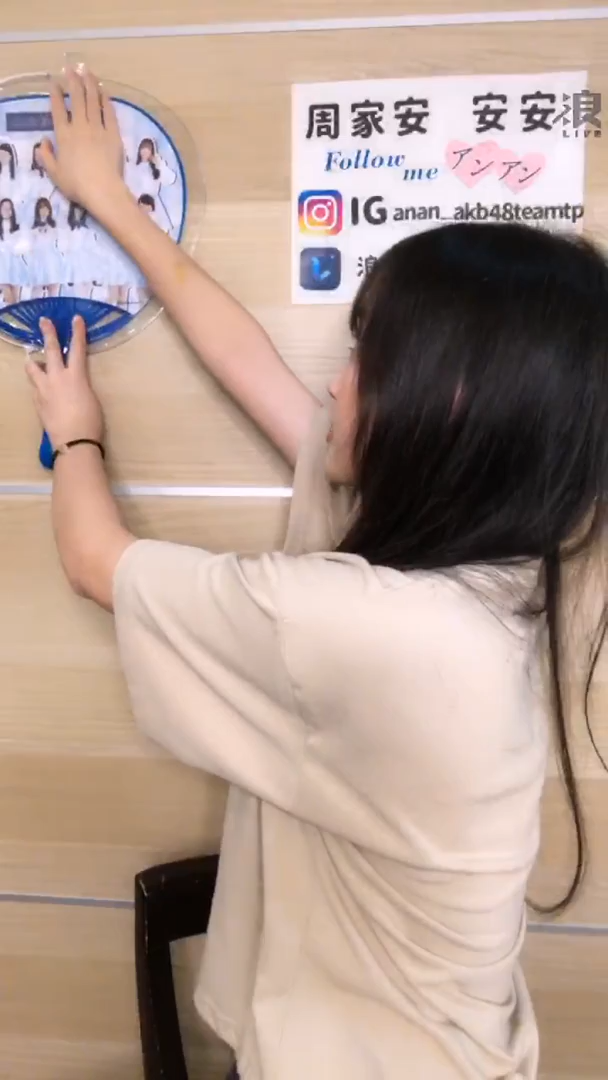 周家安 安安
Follow me アンアン
IG anan_akb48teamtp
浪
浪
LIVE